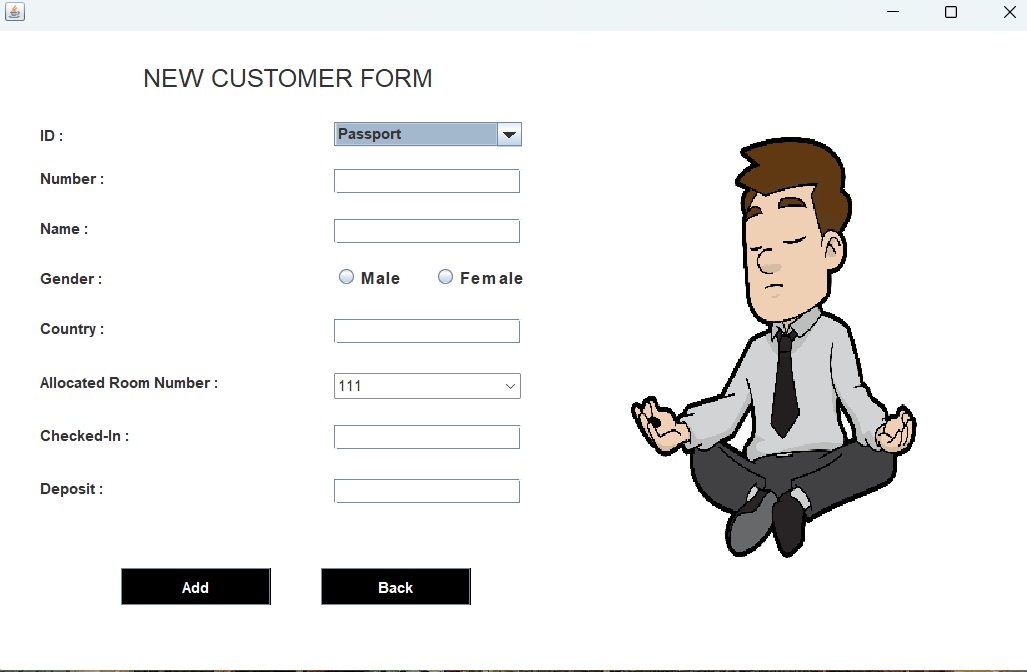 NEW CUSTOMER FORM
ID : Passport
Number :
Name :
Gender : Male Female
Country :
Allocated Room Number : 111
Checked-In :
Deposit :
Add Back